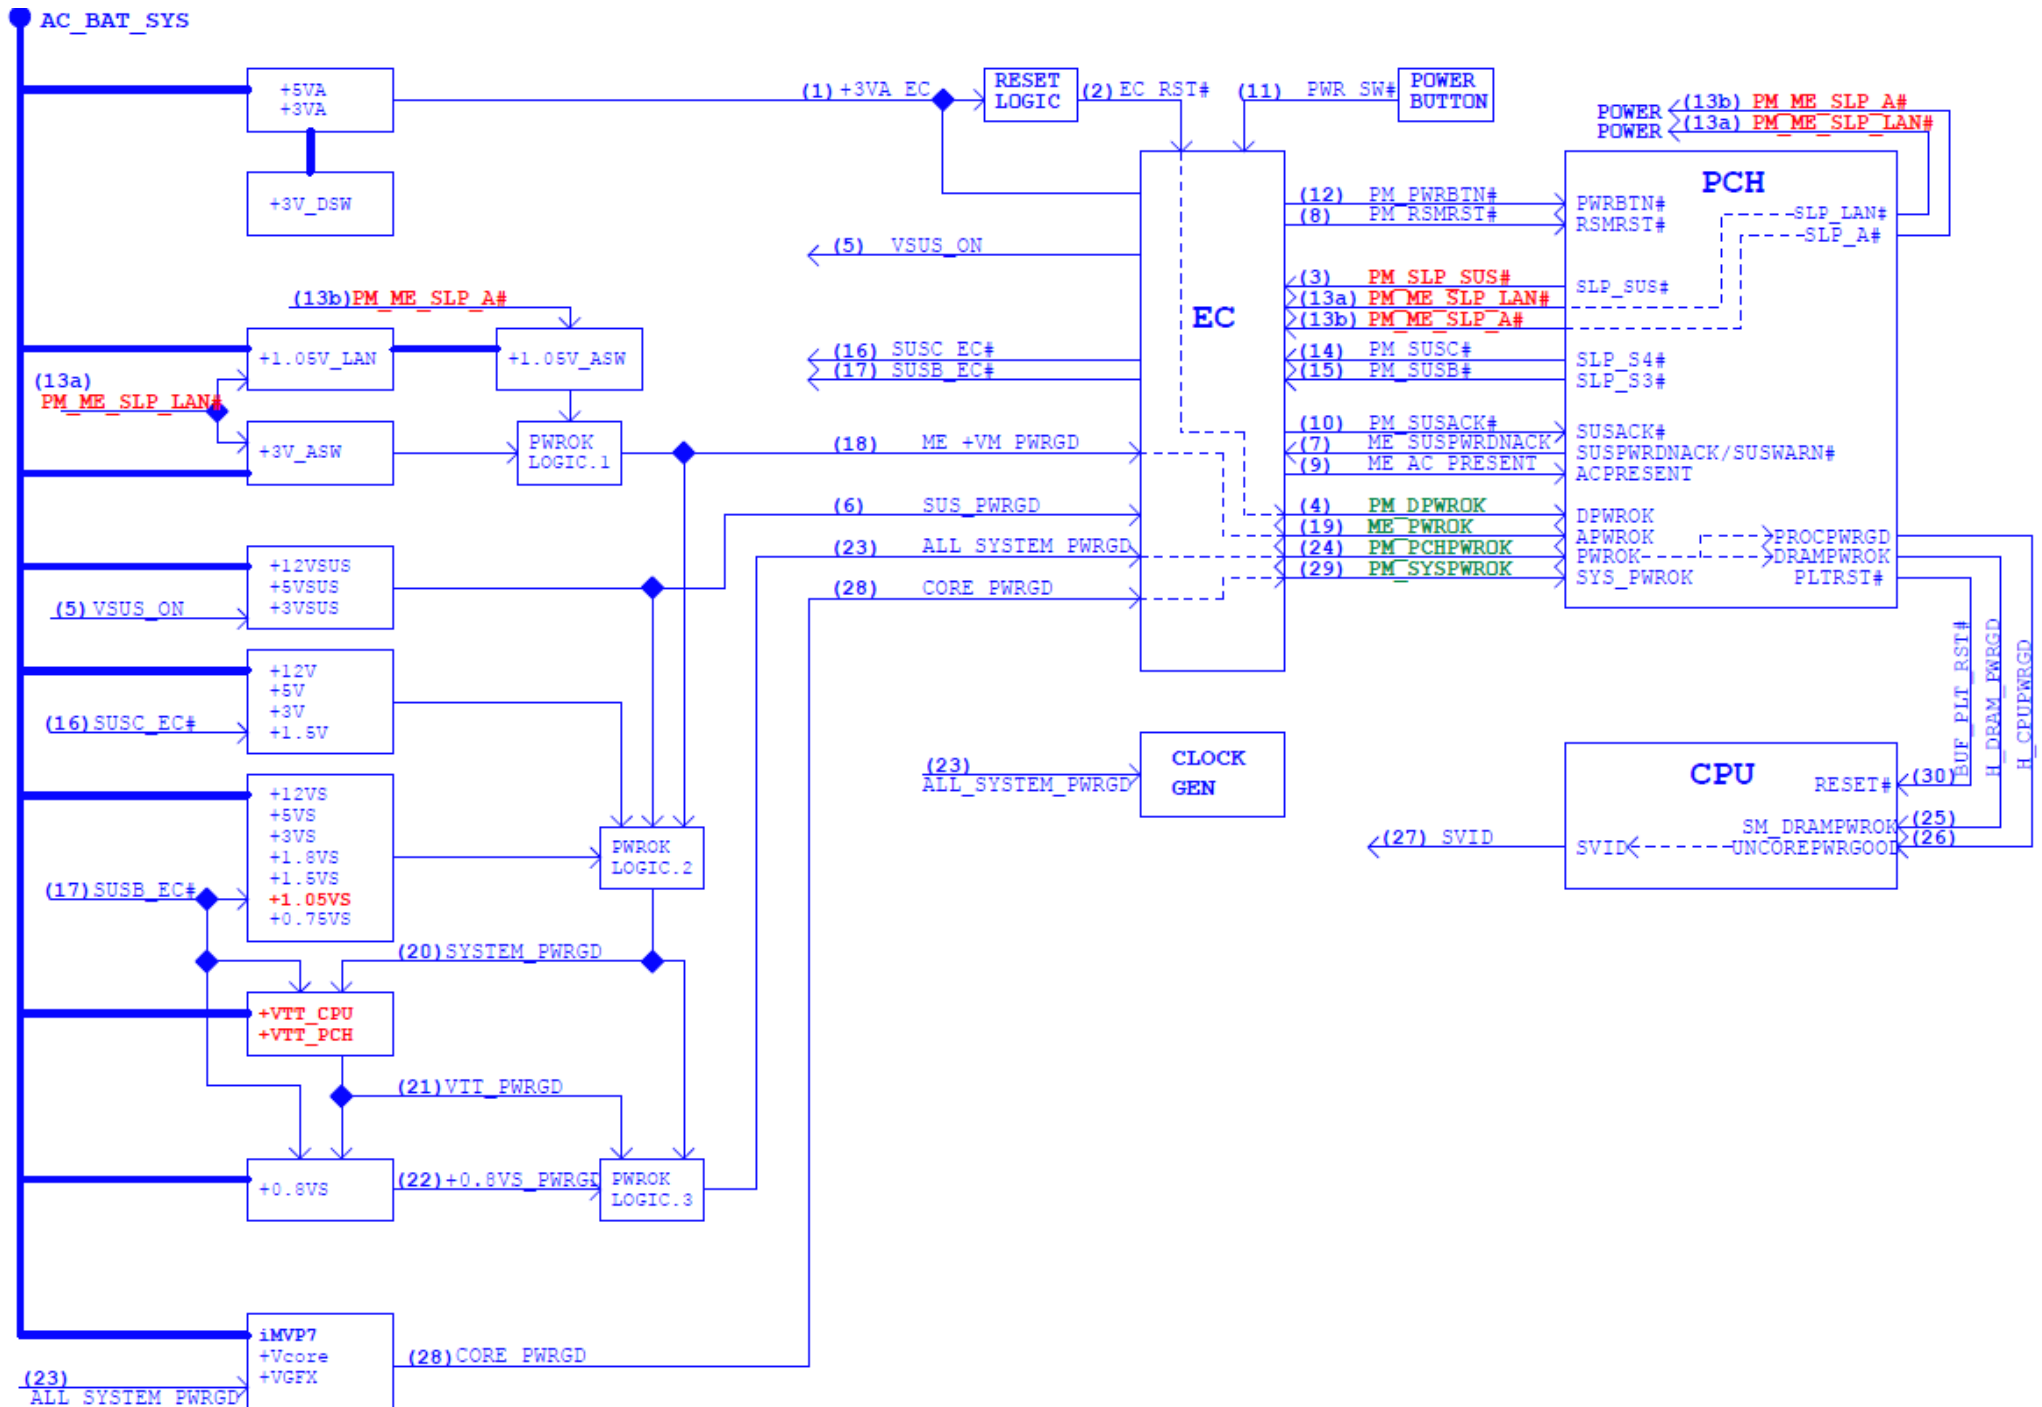 AC_BAT_SYS
+5VA
+3VA
+3V_DSW
(1) +3VA_EC
RESET
LOGIC
(2) EC_RST#
(11) PWR_SW#
POWER
BUTTON
POWER
POWER
(13b) PM_ME_SLP_A#
(13a) PM_ME_SLP_LAN#
EC
PCH
(12) PM_PWRBTN#
(8) PM_RSMRST#
PWRBTN#
RSMRST#
SLP_LAN#
SLP_A#
(5) VSUS_ON
(3) PM_SLP_SUS#
(13a) PM_ME_SLP_LAN#
(13b) PM_ME_SLP_A#
SLP_SUS#
(16) SUSC_EC#
(17) SUSB_EC#
(14) PM_SUSC#
(15) PM_SUSB#
SLP_S4#
SLP_S3#
(10) PM_SUSACK#
(7) ME_SUSPWRDNACK
(9) ME_AC_PRESENT
SUSACK#
SUSPWRDNACK/SUSWARN#
ACPRESENT
(4) PM_DPWROK
(19) ME_PWROK
(24) PM_PCHPWROK
(29) PM_SYSPWROK
DPWROK
APWROK
PWROK
SYS_PWROK
PROCPWRGD
DRAMPWROK
PLTRST#
(13b) PM_ME_SLP_A#
+1.05V_LAN
+1.05V_ASW
(13a)
PM_ME_SLP_LAN#
+3V_ASW
PWROK
LOGIC.1
(18) ME_+VM_PWRGD
(6) SUS_PWRGD
(23) ALL_SYSTEM_PWRGD
(28) CORE_PWRGD
+12VSUS
+5VSUS
+3VSUS
(5) VSUS_ON
+12V
+5V
+3V
+1.5V
(16) SUSC_EC#
+12VS
+5VS
+3VS
+1.8VS
+1.5VS
+1.05VS
+0.75VS
(17) SUSB_EC#
PWROK
LOGIC.2
(20) SYSTEM_PWRGD
+VTT_CPU
+VTT_PCH
(21) VTT_PWRGD
+0.8VS
(22) +0.8VS_PWRGD
PWROK
LOGIC.3
iMVP7
+Vcore
+VGFX
(28) CORE_PWRGD
(23)
ALL_SYSTEM_PWRGD
CLOCK
GEN
(23)
ALL_SYSTEM_PWRGD
BUF_PLT_RST#
H_DRAM_PWRGD
H_CPUPWRGD
CPU
RESET#
(30)
SM_DRAMPWROK
(25)
UNCOREPWRGOOD
(26)
SVID
(27) SVID